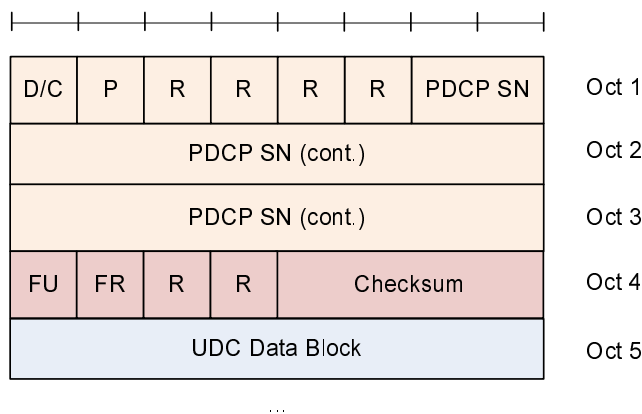 D/C P R R R R PDCP SN Oct 1
PDCP SN (cont.) Oct 2
PDCP SN (cont.) Oct 3
FU FR R R Checksum Oct 4
UDC Data Block Oct 5
...